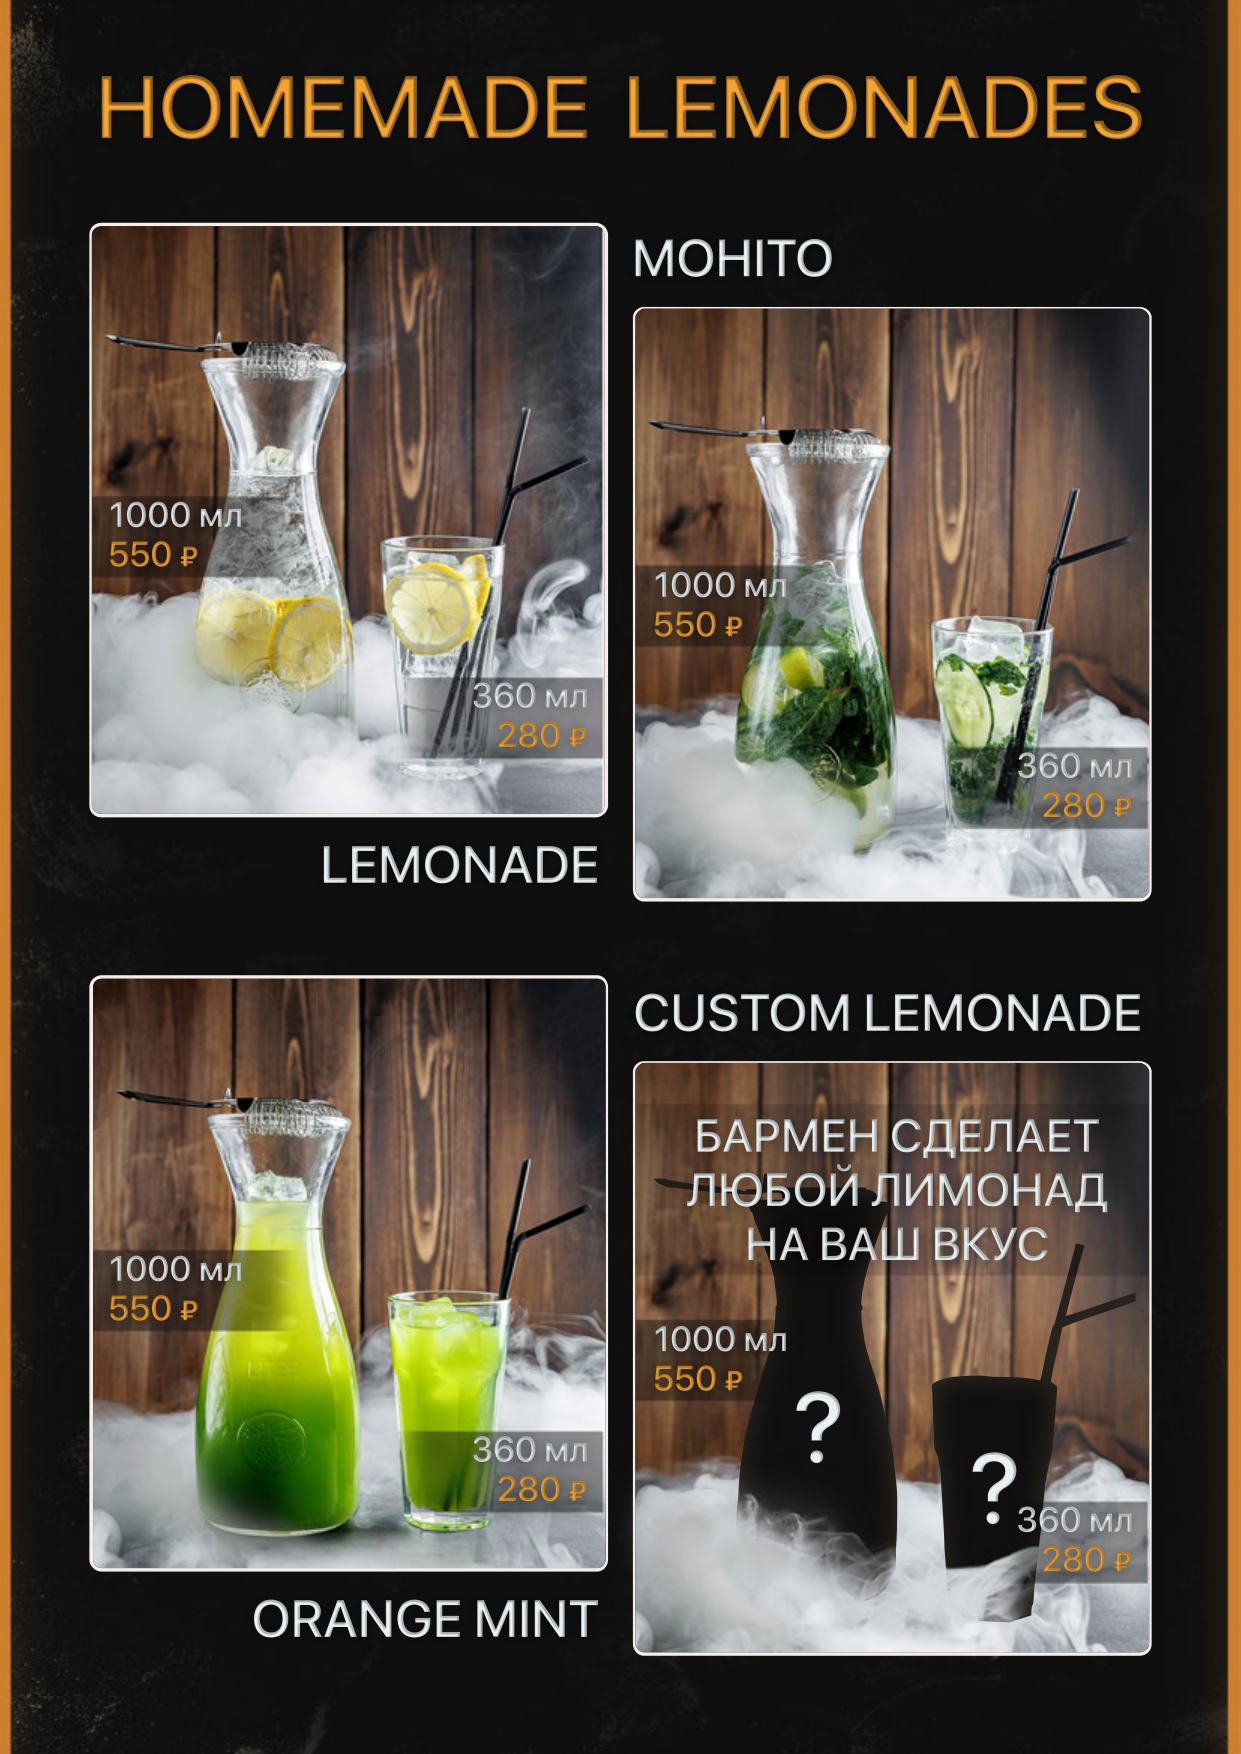 HOMEMADE LEMONADES
1000 мл
550 ₽
360 мл
280 ₽
LEMONADE
MOHITO
1000 мл
550 ₽
360 мл
280 ₽
1000 мл
550 ₽
360 мл
280 ₽
ORANGE MINT
CUSTOM LEMONADE
БАРМЕН СДЕЛАЕТ
ЛЮБОЙ ЛИМОНАД
НА ВАШ ВКУС
1000 мл
550 ₽
?
?
360 мл
280 ₽